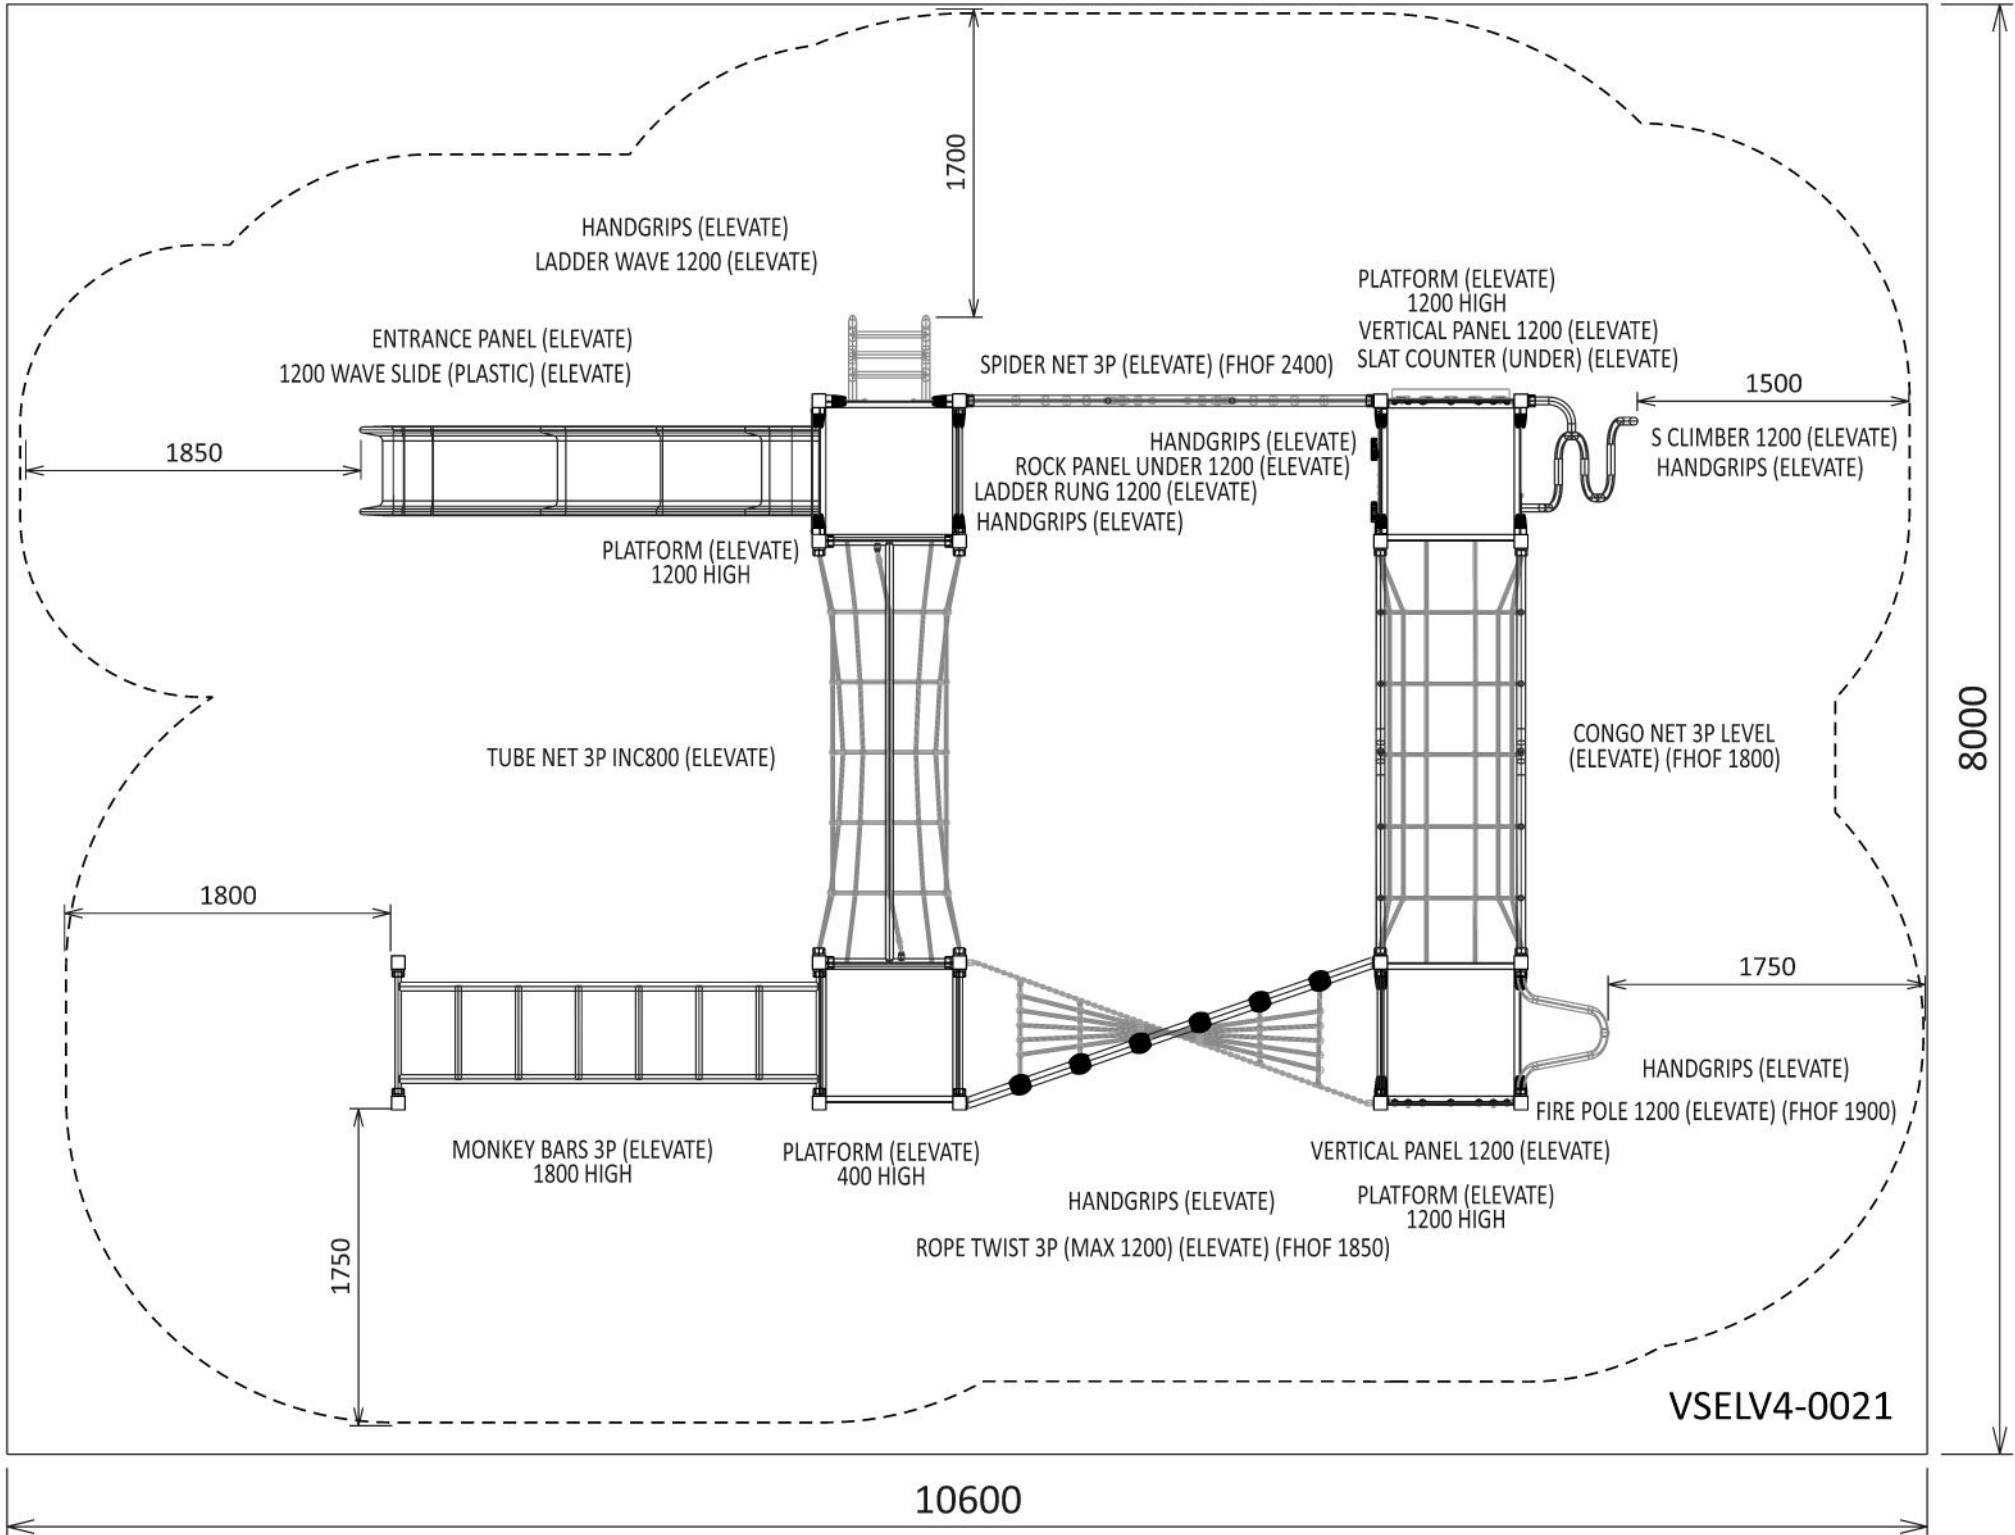 1700
HANDGRIPS (ELEVATE)
LADDER WAVE 1200 (ELEVATE)
PLATFORM (ELEVATE)
1200 HIGH
VERTICAL PANEL 1200 (ELEVATE)
SLAT COUNTER (UNDER) (ELEVATE)
ENTRANCE PANEL (ELEVATE)
1200 WAVE SLIDE (PLASTIC) (ELEVATE)
SPIDER NET 3P (ELEVATE) (FHOF 2400)
1500
1850
HANDGRIPS (ELEVATE)
ROCK PANEL UNDER 1200 (ELEVATE)
LADDER RUNG 1200 (ELEVATE)
HANDGRIPS (ELEVATE)
S CLIMBER 1200 (ELEVATE)
HANDGRIPS (ELEVATE)
PLATFORM (ELEVATE)
1200 HIGH
TUBE NET 3P INC800 (ELEVATE)
CONGO NET 3P LEVEL
(ELEVATE) (FHOF 1800)
8000
1800
1750
HANDGRIPS (ELEVATE)
FIRE POLE 1200 (ELEVATE) (FHOF 1900)
MONKEY BARS 3P (ELEVATE)
1800 HIGH
PLATFORM (ELEVATE)
400 HIGH
VERTICAL PANEL 1200 (ELEVATE)
PLATFORM (ELEVATE)
1200 HIGH
HANDGRIPS (ELEVATE)
ROPE TWIST 3P (MAX 1200) (ELEVATE) (FHOF 1850)
1750
VSELV4-0021
10600